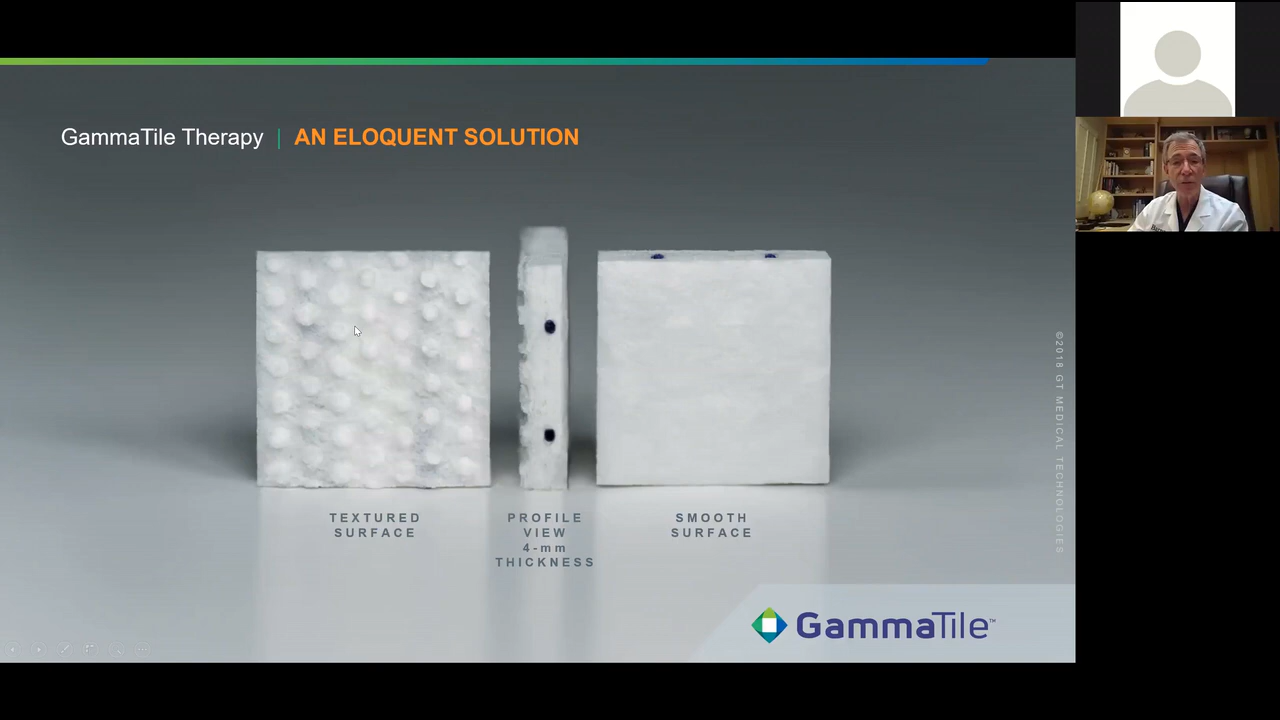 GammaTile Therapy | AN ELOQUENT SOLUTION
TEXTURED
SURFACE
PROFILE
VIEW
4-mm
THICKNESS
SMOOTH
SURFACE
©2018 GT MEDICAL TECHNOLOGIES
GammaTile™